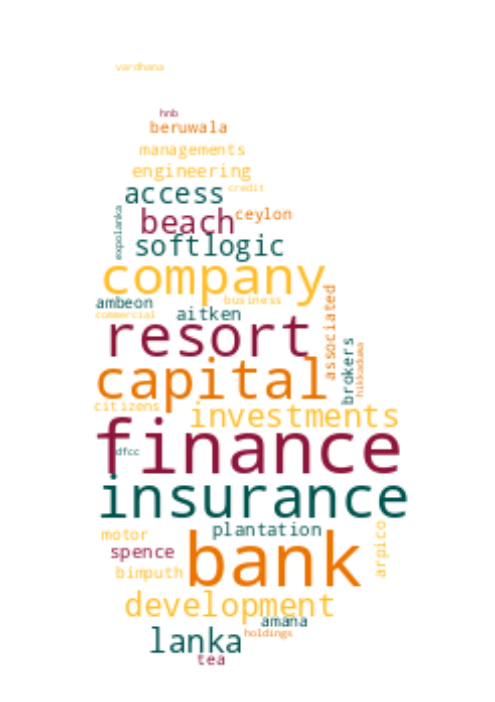 vardhana
hnb
beruwala
managements
engineering
credit
access
expolanka
beach
ceylon
softlogic
company
ambeon
business
commercial
aitken
associated
resort
brokers
hikkaduwa
capital
citizens
investments
finance
dfcc
insurance
motor
plantation
arpico
spence
bank
bimputh
development
amana
lanka
holdings
tea